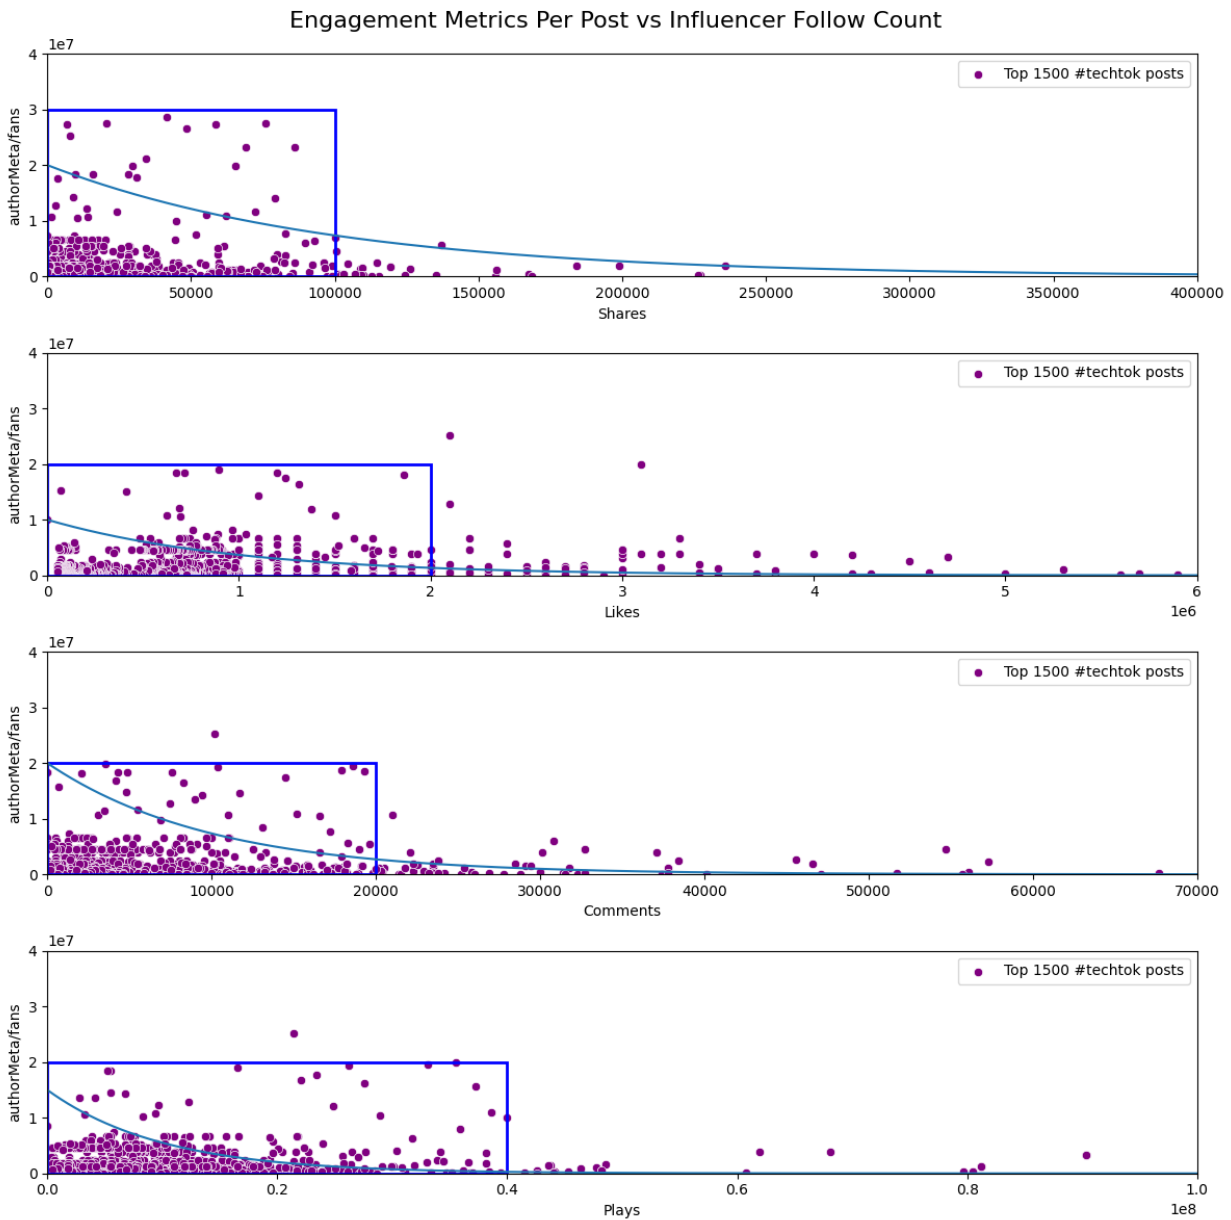 Engagement Metrics Per Post vs Influencer Follow Count
1e7
4
3
2
1
0
authorMeta/fans
Top 1500 #techtok posts
0 50000 100000 150000 200000 250000 300000 350000 400000
Shares
1e7
4
3
2
1
0
authorMeta/fans
Top 1500 #techtok posts
0 1 2 3 4 5 6
Likes
1e6
1e7
4
3
2
1
0
authorMeta/fans
Top 1500 #techtok posts
0 10000 20000 30000 40000 50000 60000 70000
Comments
1e7
4
3
2
1
0
authorMeta/fans
Top 1500 #techtok posts
0.0 0.2 0.4 0.6 0.8 1.0
Plays
1e8